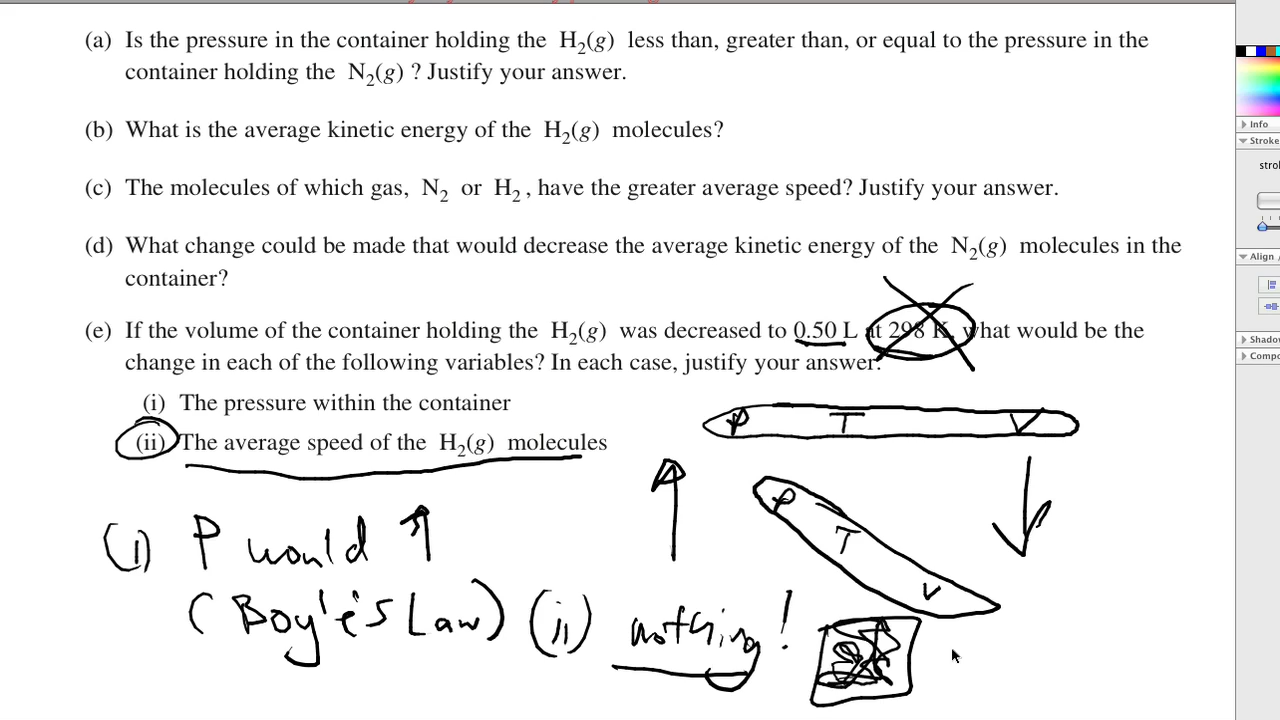 (a) Is the pressure in the container holding the H₂(g) less than, greater than, or equal to the pressure in the
container holding the N₂(g) ? Justify your answer.
(b) What is the average kinetic energy of the H₂(g) molecules?
(c) The molecules of which gas, N₂ or H₂, have the greater average speed? Justify your answer.
(d) What change could be made that would decrease the average kinetic energy of the N₂(g) molecules in the
container?
(e) If the volume of the container holding the H₂(g) was decreased to 0.50 L at 298 K, what would be the
change in each of the following variables? In each case, justify your answer.
(i) The pressure within the container
(ii) The average speed of the H₂(g) molecules
P T V
P T V
(i) P would ↑
(Boy'e's Law) (ii) nothing!
Info
Stroke
strol
Align
Shado
Compo